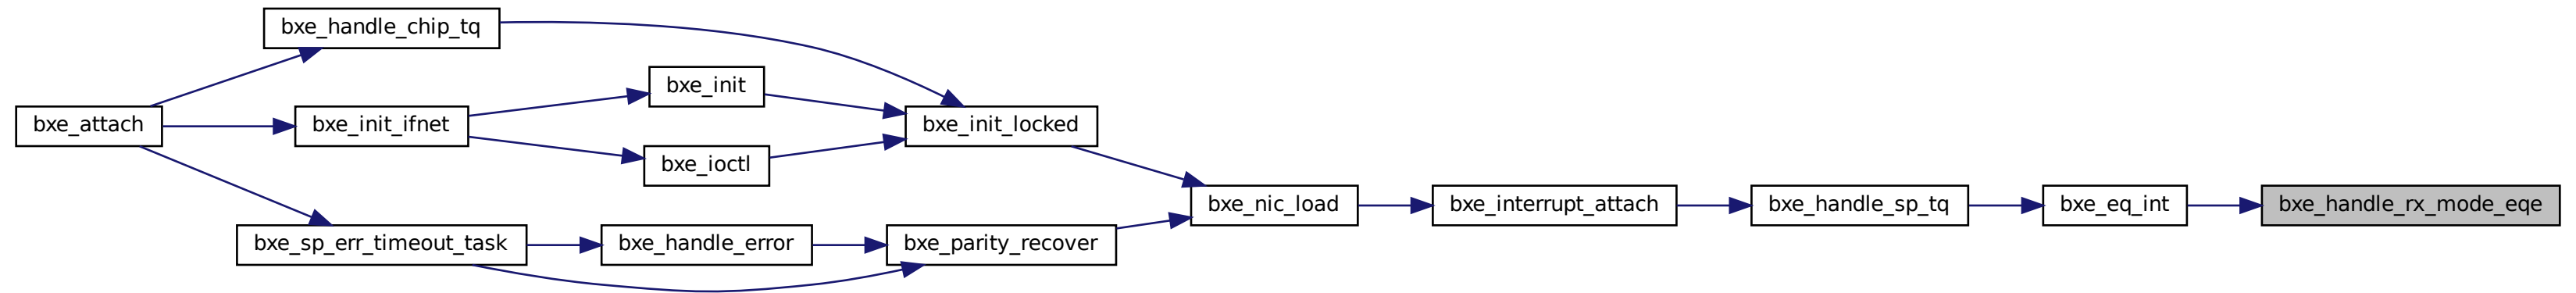 bxe_handle_chip_tq
bxe_init
bxe_attach
bxe_init_ifnet
bxe_init_locked
bxe_ioctl
bxe_nic_load
bxe_interrupt_attach
bxe_handle_sp_tq
bxe_eq_int
bxe_handle_rx_mode_eqe
bxe_sp_err_timeout_task
bxe_handle_error
bxe_parity_recover